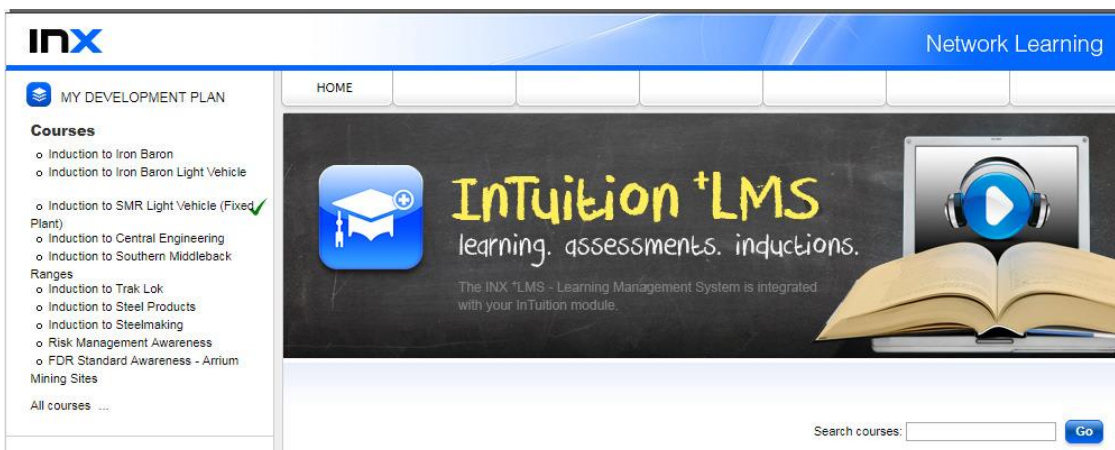 INX
Network Learning
MY DEVELOPMENT PLAN
HOME
Courses
Induction to Iron Baron
Induction to Iron Baron Light Vehicle
Induction to SMR Light Vehicle (Fixed
Plant)
Induction to Central Engineering
Induction to Southern Middleback
Ranges
Induction to Trak Lok
Induction to Steel Products
Induction to Steelmaking
Risk Management Awareness
FDR Standard Awareness - Arrium
Mining Sites
All courses ...
InTuition +LMS
learning. assessments. inductions.
The INX +LMS - Learning Management System is integrated
with your InTuition module.
Search courses: Go